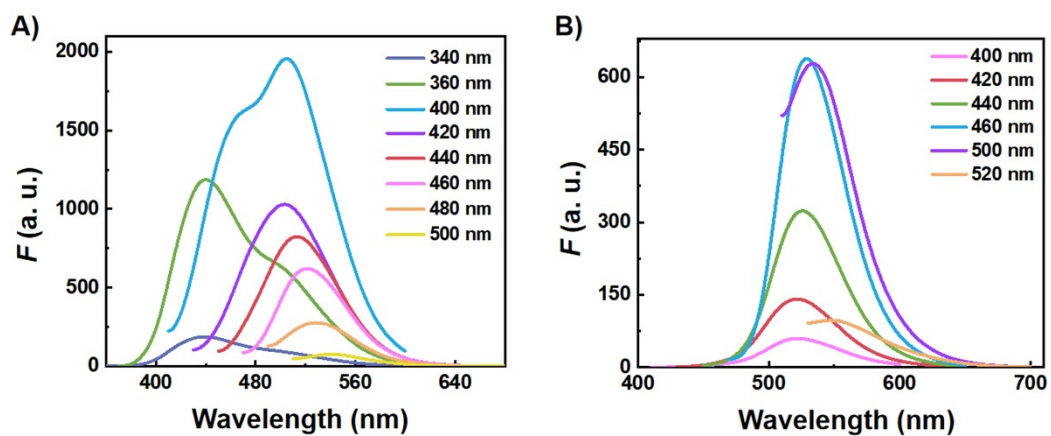 A)
2000
1500
1000
500
0
F (a. u.)
400 480 560 640
Wavelength (nm)
340 nm
360 nm
400 nm
420 nm
440 nm
460 nm
480 nm
500 nm
B)
600
450
300
150
0
F (a. u.)
400 500 600 700
Wavelength (nm)
400 nm
420 nm
440 nm
460 nm
500 nm
520 nm